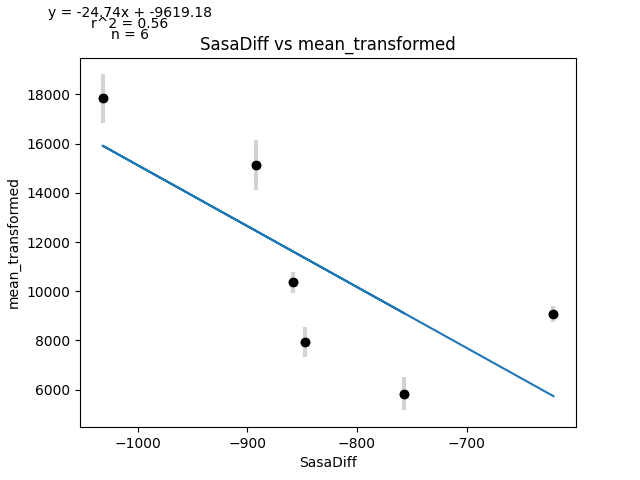 y = -24.74x + -9619.18
r^2 = 0.56
n = 6
SasaDiff vs mean_transformed
18000
16000
14000
12000
10000
8000
6000
mean_transformed
−1000
−900
−800
−700
SasaDiff